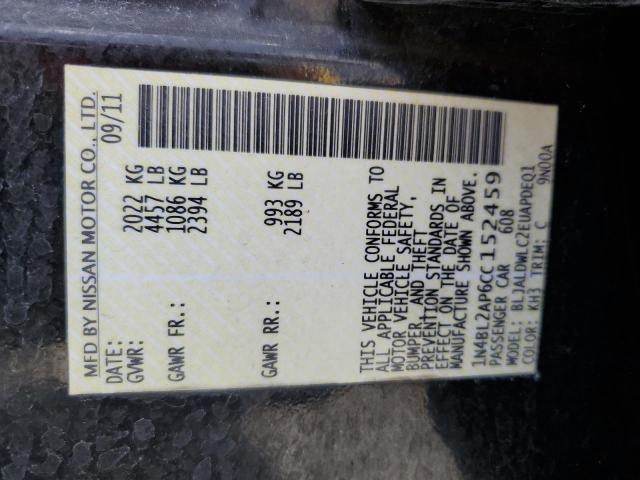 MFD BY NISSAN MOTOR CO., LTD.
DATE: 09/11
GVWR: 2022 KG
4457 LB
GAWR FR.: 1086 KG
2394 LB
GAWR RR.: 993 KG
2189 LB
THIS VEHICLE CONFORMS TO
ALL APPLICABLE FEDERAL
MOTOR VEHICLE SAFETY,
BUMPER, AND THEFT
PREVENTION STANDARDS IN
EFFECT ON THE DATE OF
MANUFACTURE SHOWN ABOVE.
1N4BL2AP6CC152459
PASSENGER CAR 608
MODEL: BLJALDWLC2EUAPDEQ1
COLOR: KH3 TRIM: C 9N00A